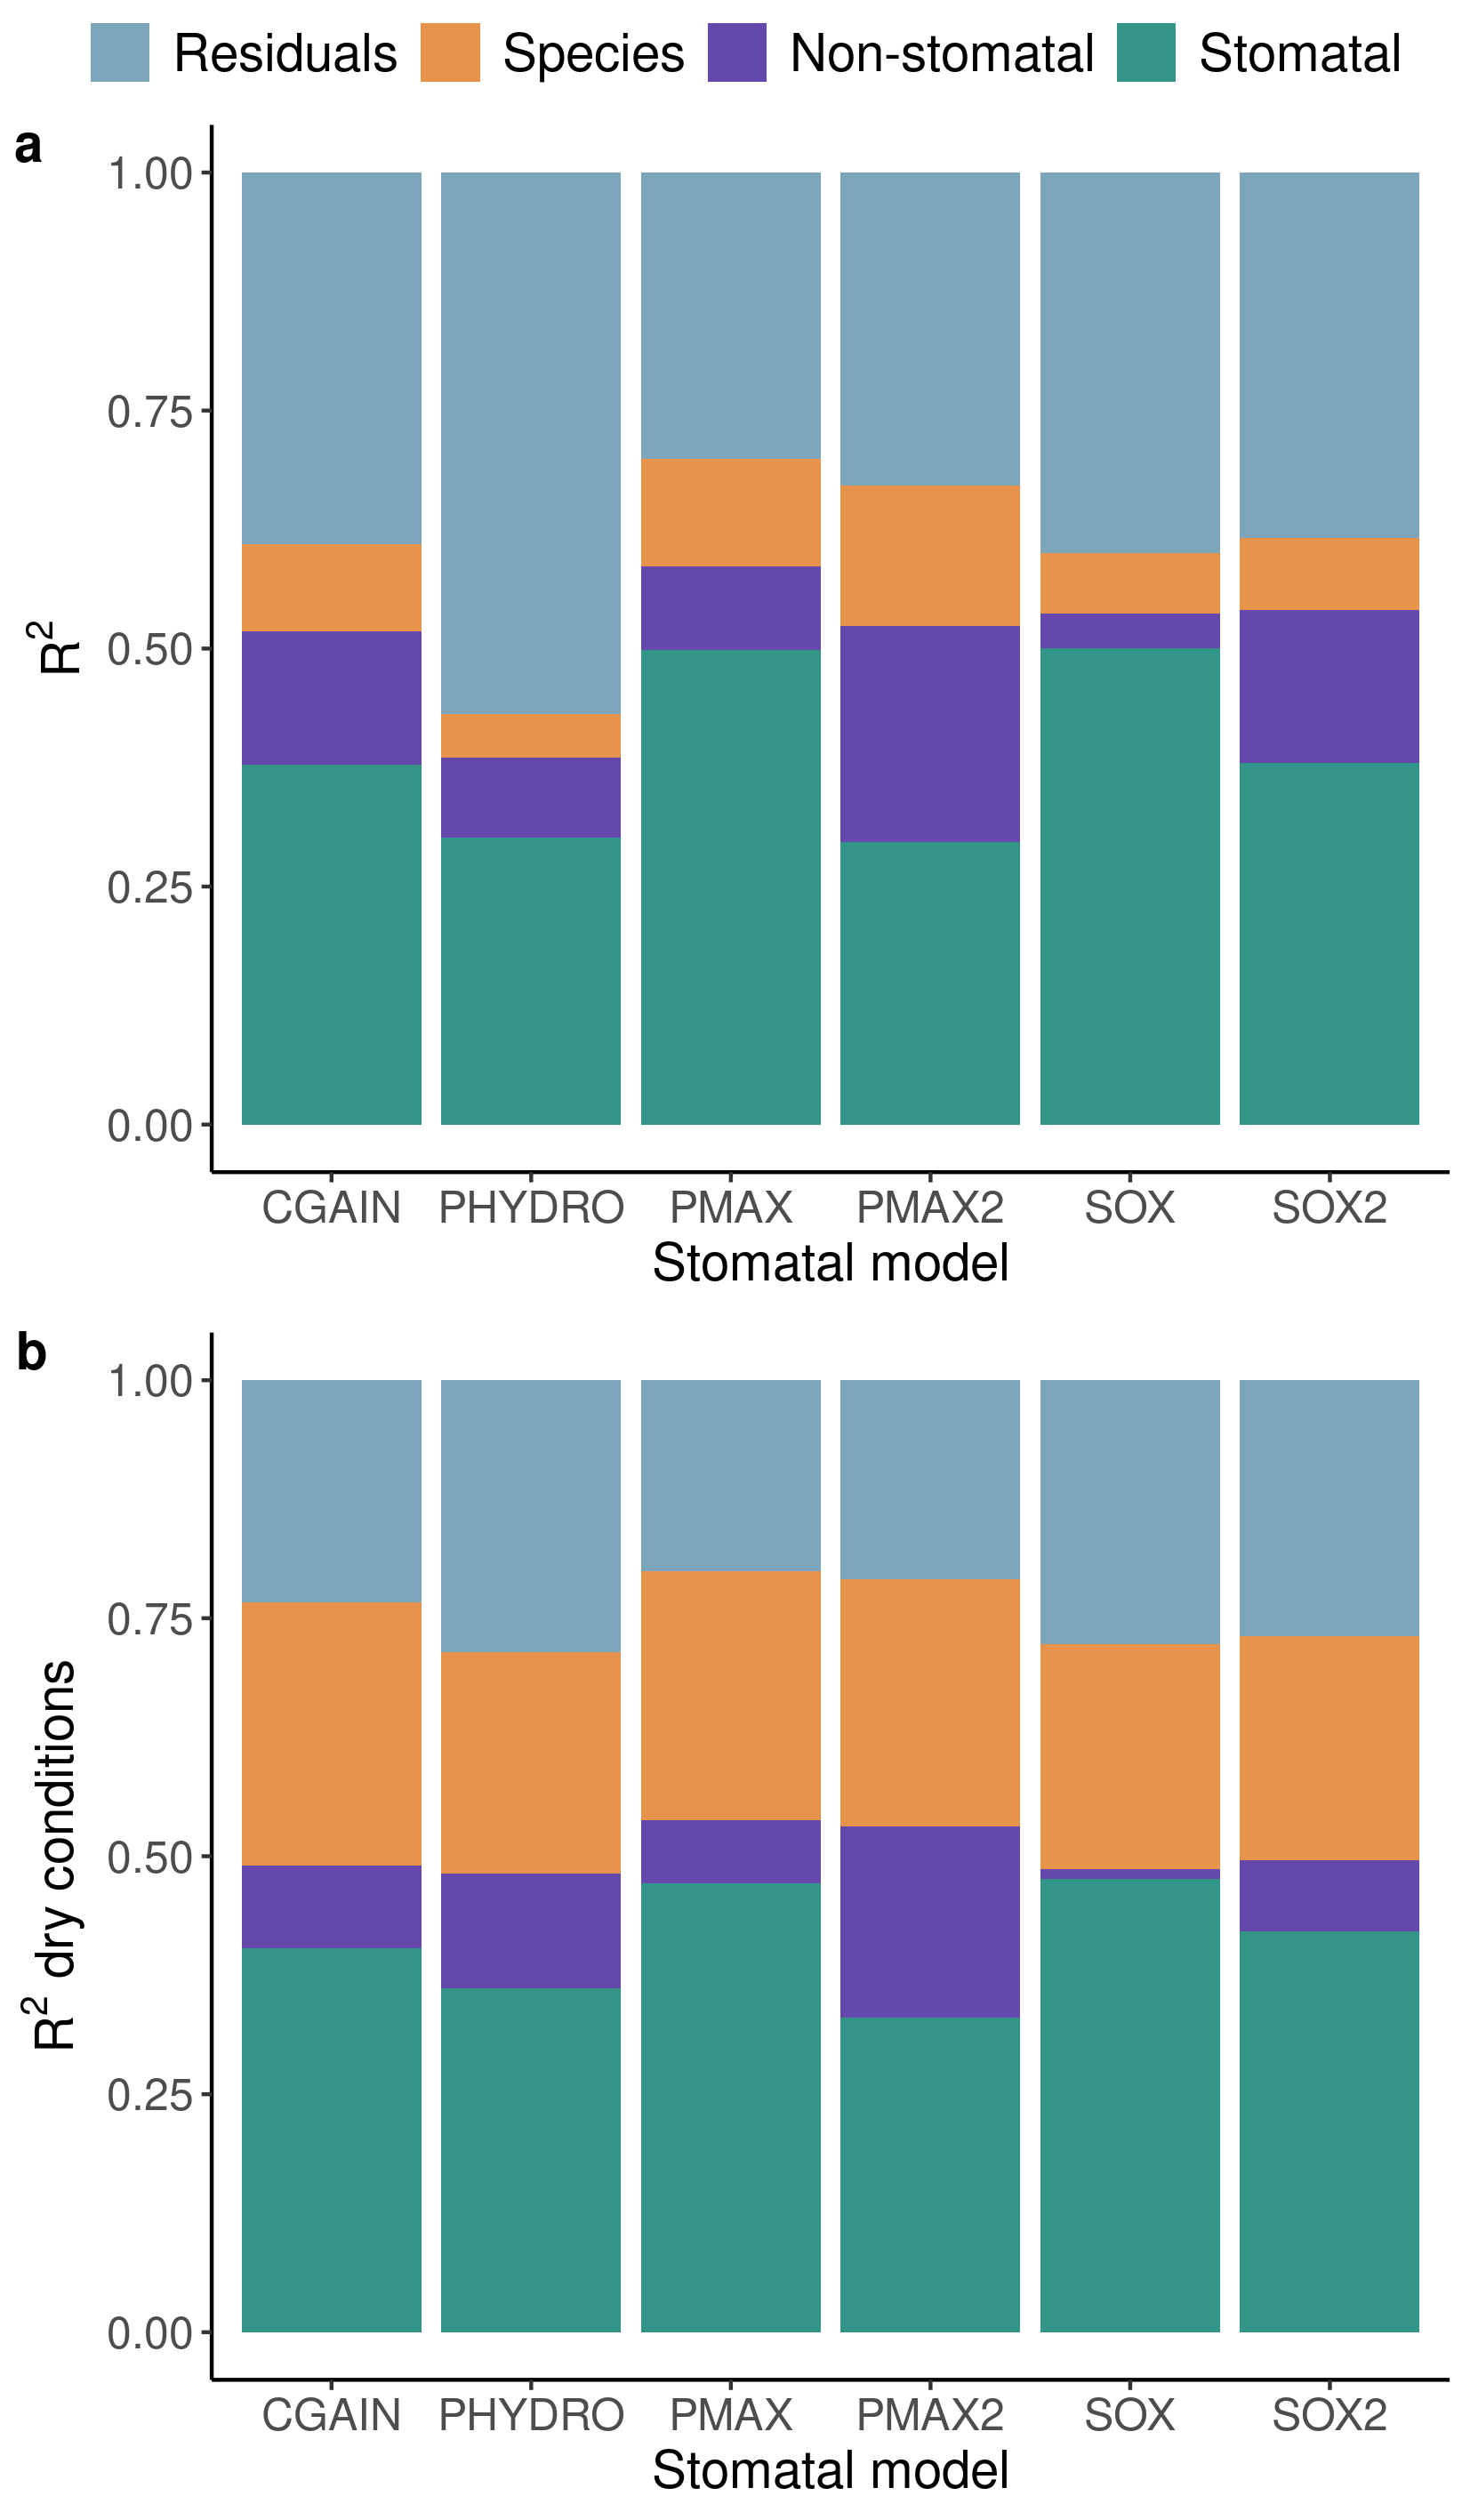 Residuals Species Non-stomatal Stomatal
a
1.00
0.75
0.50
0.25
0.00
R²
CGAIN PHYDRO PMAX PMAX2 SOX SOX2
Stomatal model
b
1.00
0.75
0.50
0.25
0.00
R² dry conditions
CGAIN PHYDRO PMAX PMAX2 SOX SOX2
Stomatal model